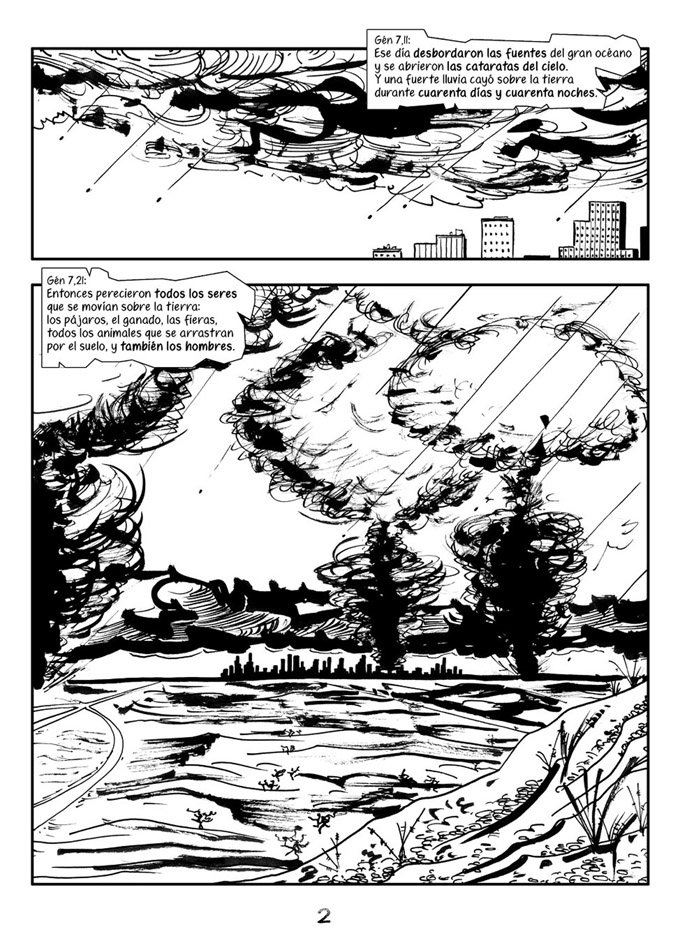 Gén 7,11:
Ese día desbordaron las fuentes del gran océano
y se abrieron las cataratas del cielo.
Y una fuerte lluvia cayó sobre la tierra
durante cuarenta días y cuarenta noches.
Gén 7,21:
Entonces perecieron todos los seres
que se movían sobre la tierra:
los pájaros, el ganado, las fieras,
todos los animales que se arrastran
por el suelo, y también los hombres.
2